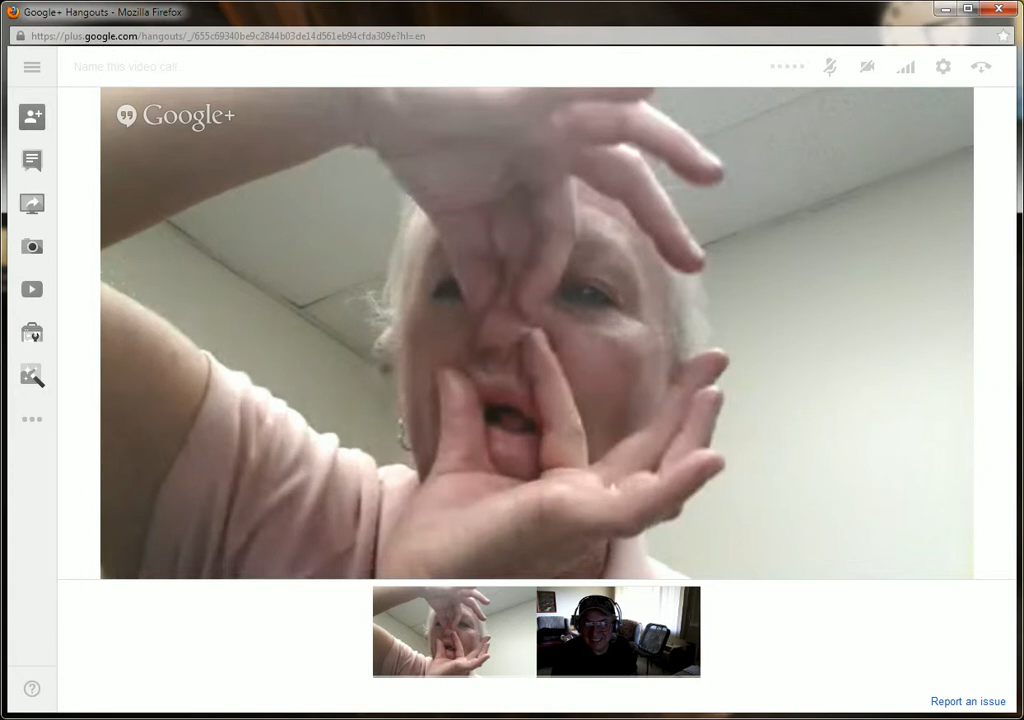 Google+ Hangouts - Mozilla Firefox
https://plus.google.com/hangouts/_/655c69340be9c2844b03de14d561eb94cfda309e?hl=en
Name this video call...
Google+
Report an issue